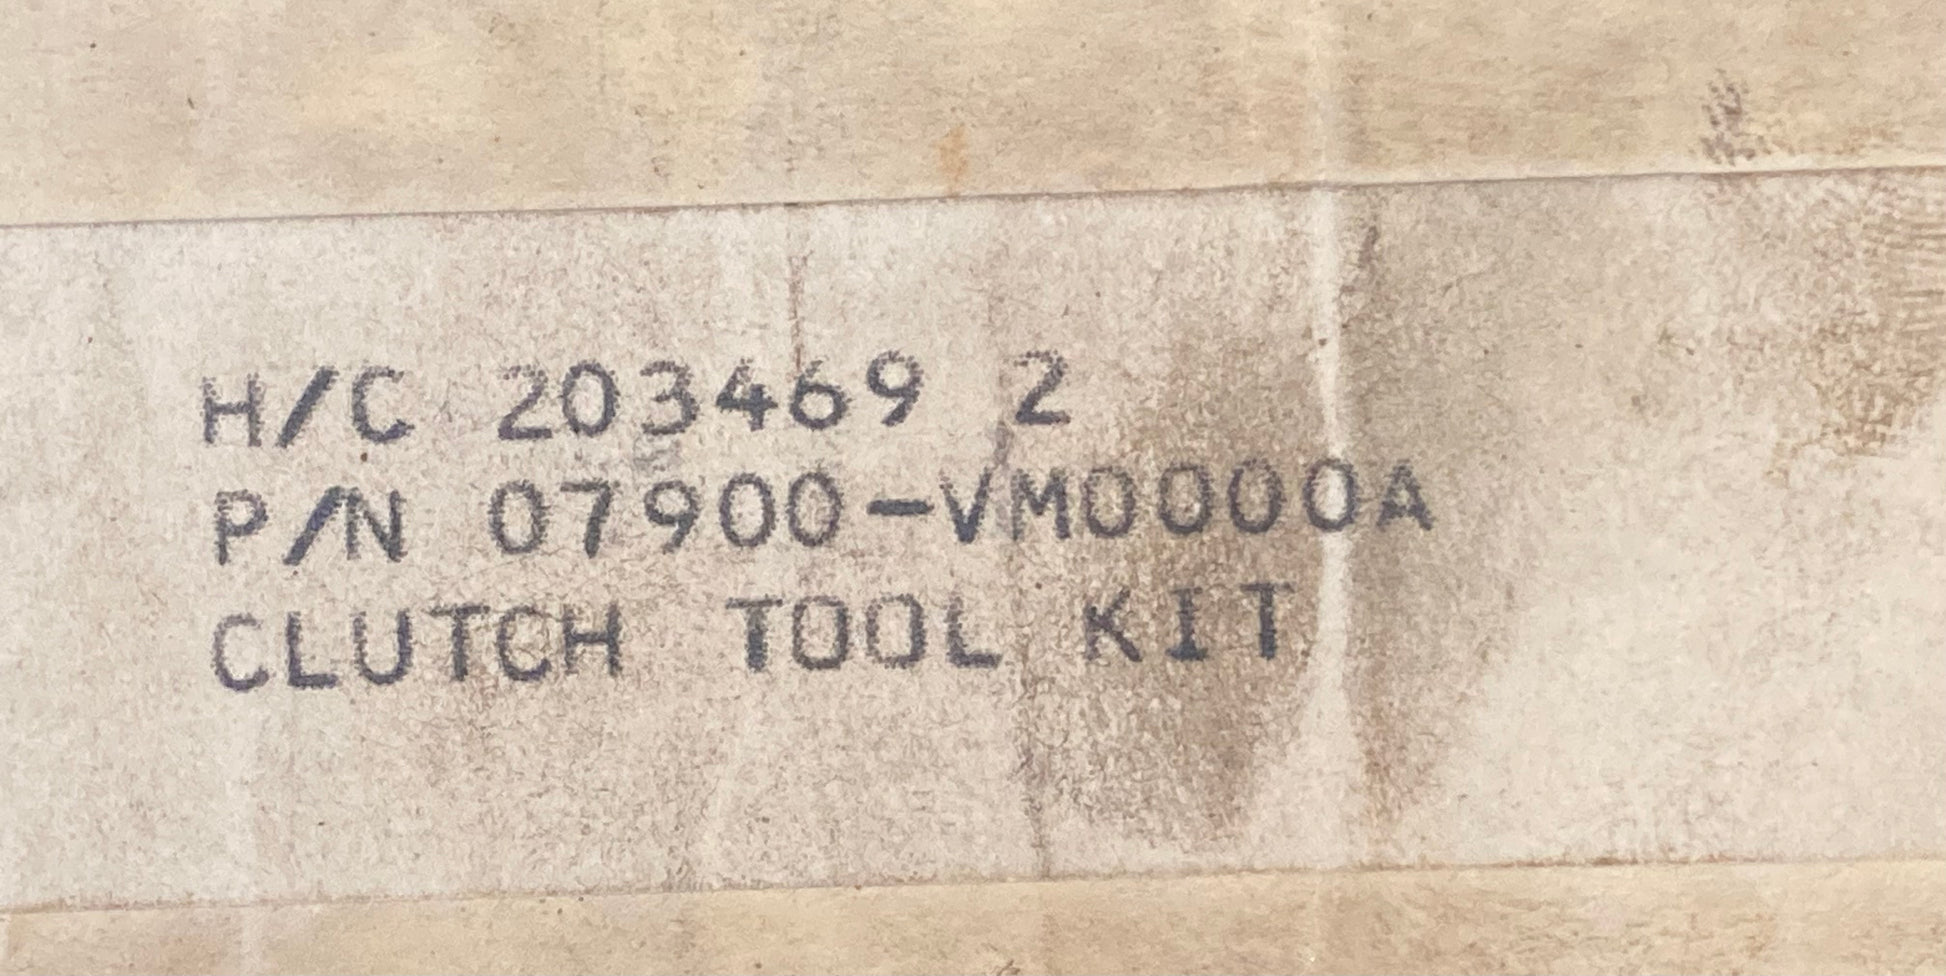 H/C 203469 2
P/N 07900-VM0000A
CLUTCH TOOL KIT